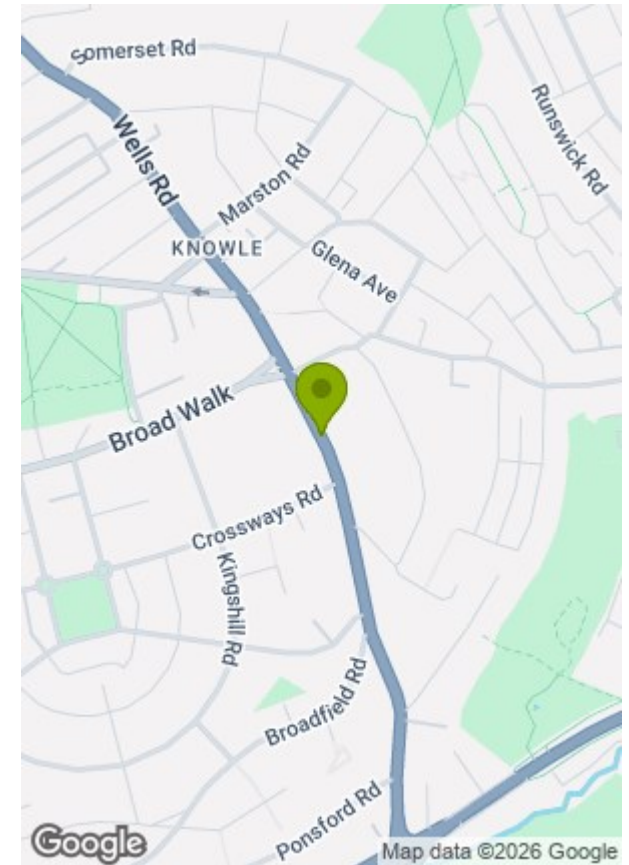 Somerset Rd
Wells Rd
Runswick Rd
Marston Rd
KNOWLE
Glena Ave
Broad Walk
Crossways Rd
Kingshill Rd
Broadfield Rd
Ponsford Rd
Google
Map data ©2026 Google